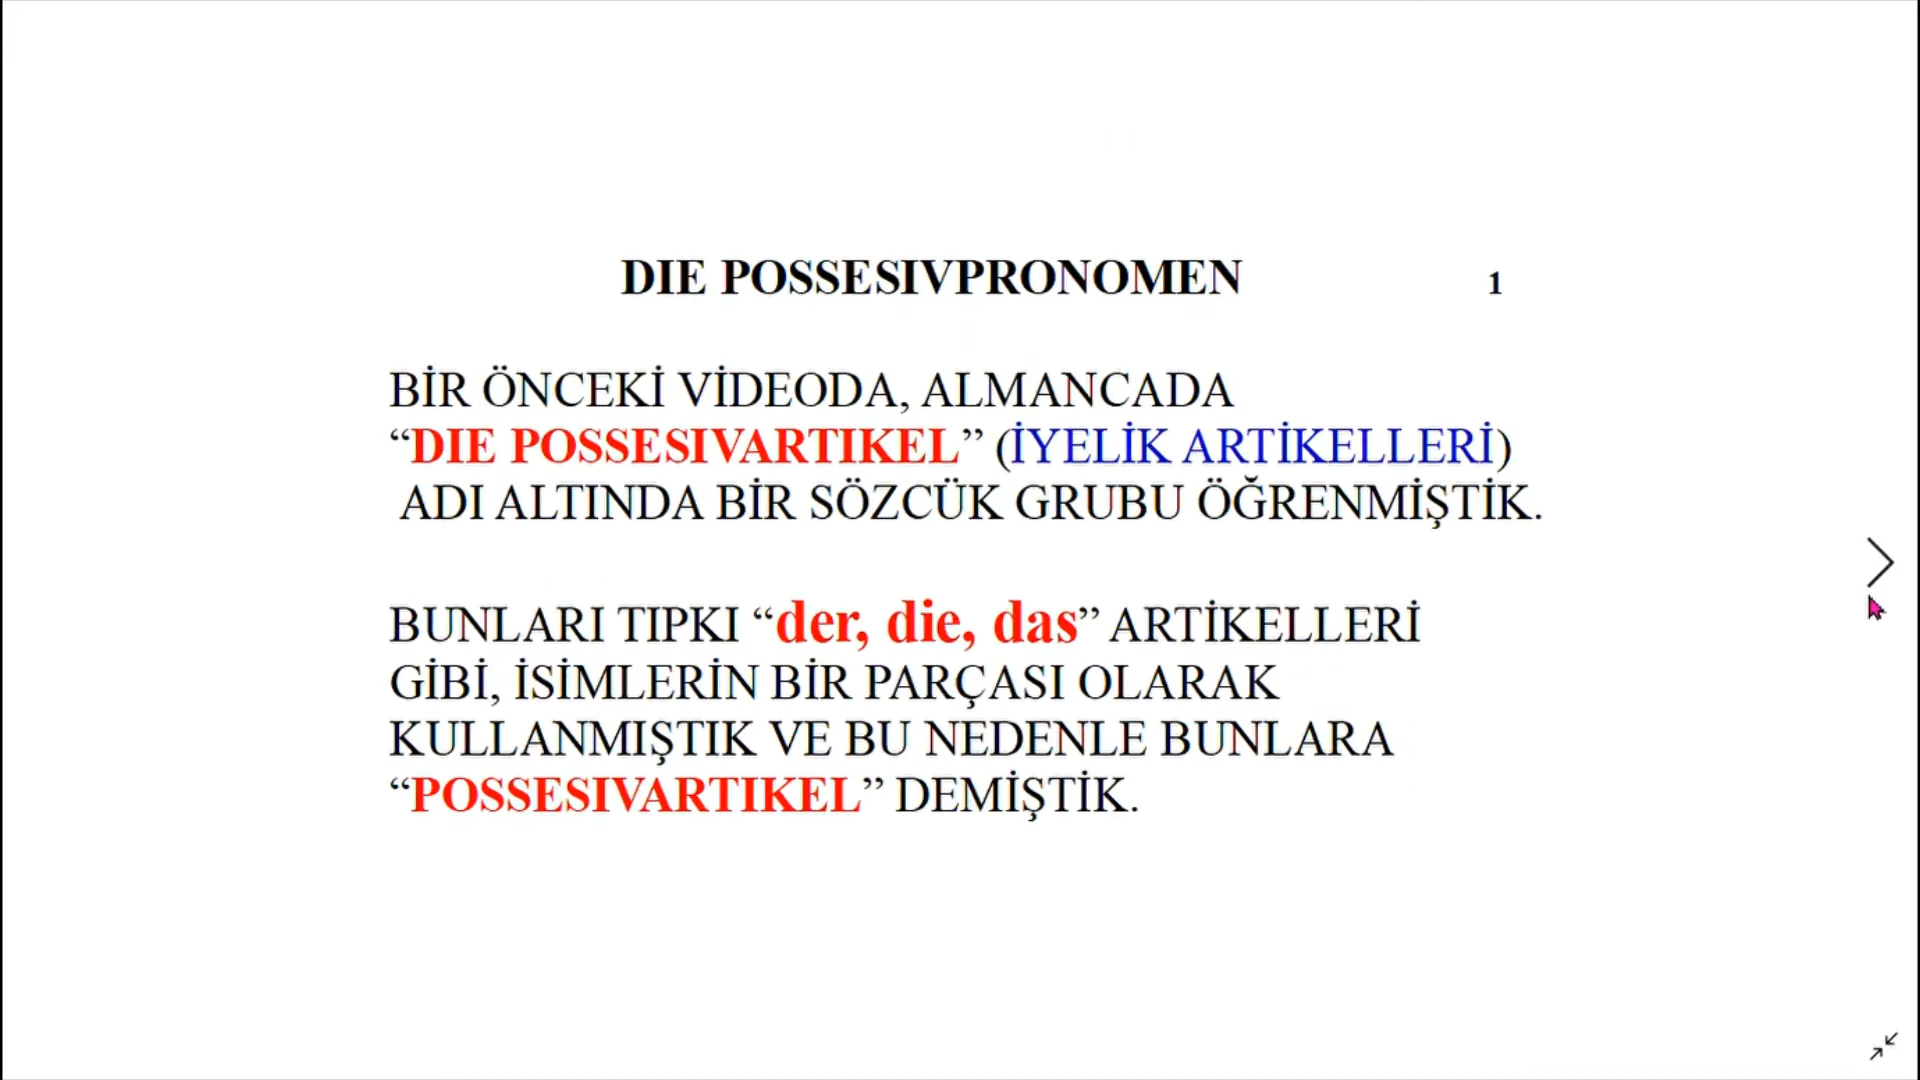 DIE POSSESIVPRONOMEN 1
BİR ÖNCEKİ VİDEODA, ALMANCADA
“DIE POSSESIVARTIKEL” (İYELİK ARTİKELLERİ)
ADI ALTINDA BİR SÖZCÜK GRUBU ÖĞRENMİŞTİK.
BUNLARI TIPKI “der, die, das” ARTİKELLERİ
GİBİ, İSİMLERİN BİR PARÇASI OLARAK
KULLANMIŞTIK VE BU NEDENLE BUNLARA
“POSSESIVARTIKEL” DEMİŞTİK.